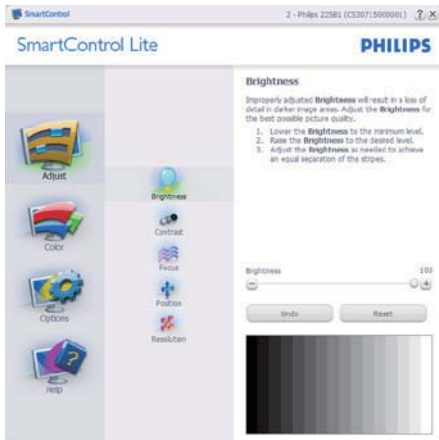 SmartControl
2 - Philips 225B1 (CS30715000001)
? X
SmartControl Lite
PHILIPS
Adjust
Color
Options
Help
Brightness
Contrast
Focus
Position
Resolution
Brightness
Improperly adjusted Brightness will result in a loss of
detail in darker image areas. Adjust the Brightness for
the best possible picture quality.
1. Lower the Brightness to the minimum level.
2. Raise the Brightness to the desired level.
3. Adjust the Brightness as needed to achieve
an equal separation of the stripes.
Brightness 100
Undo Reset